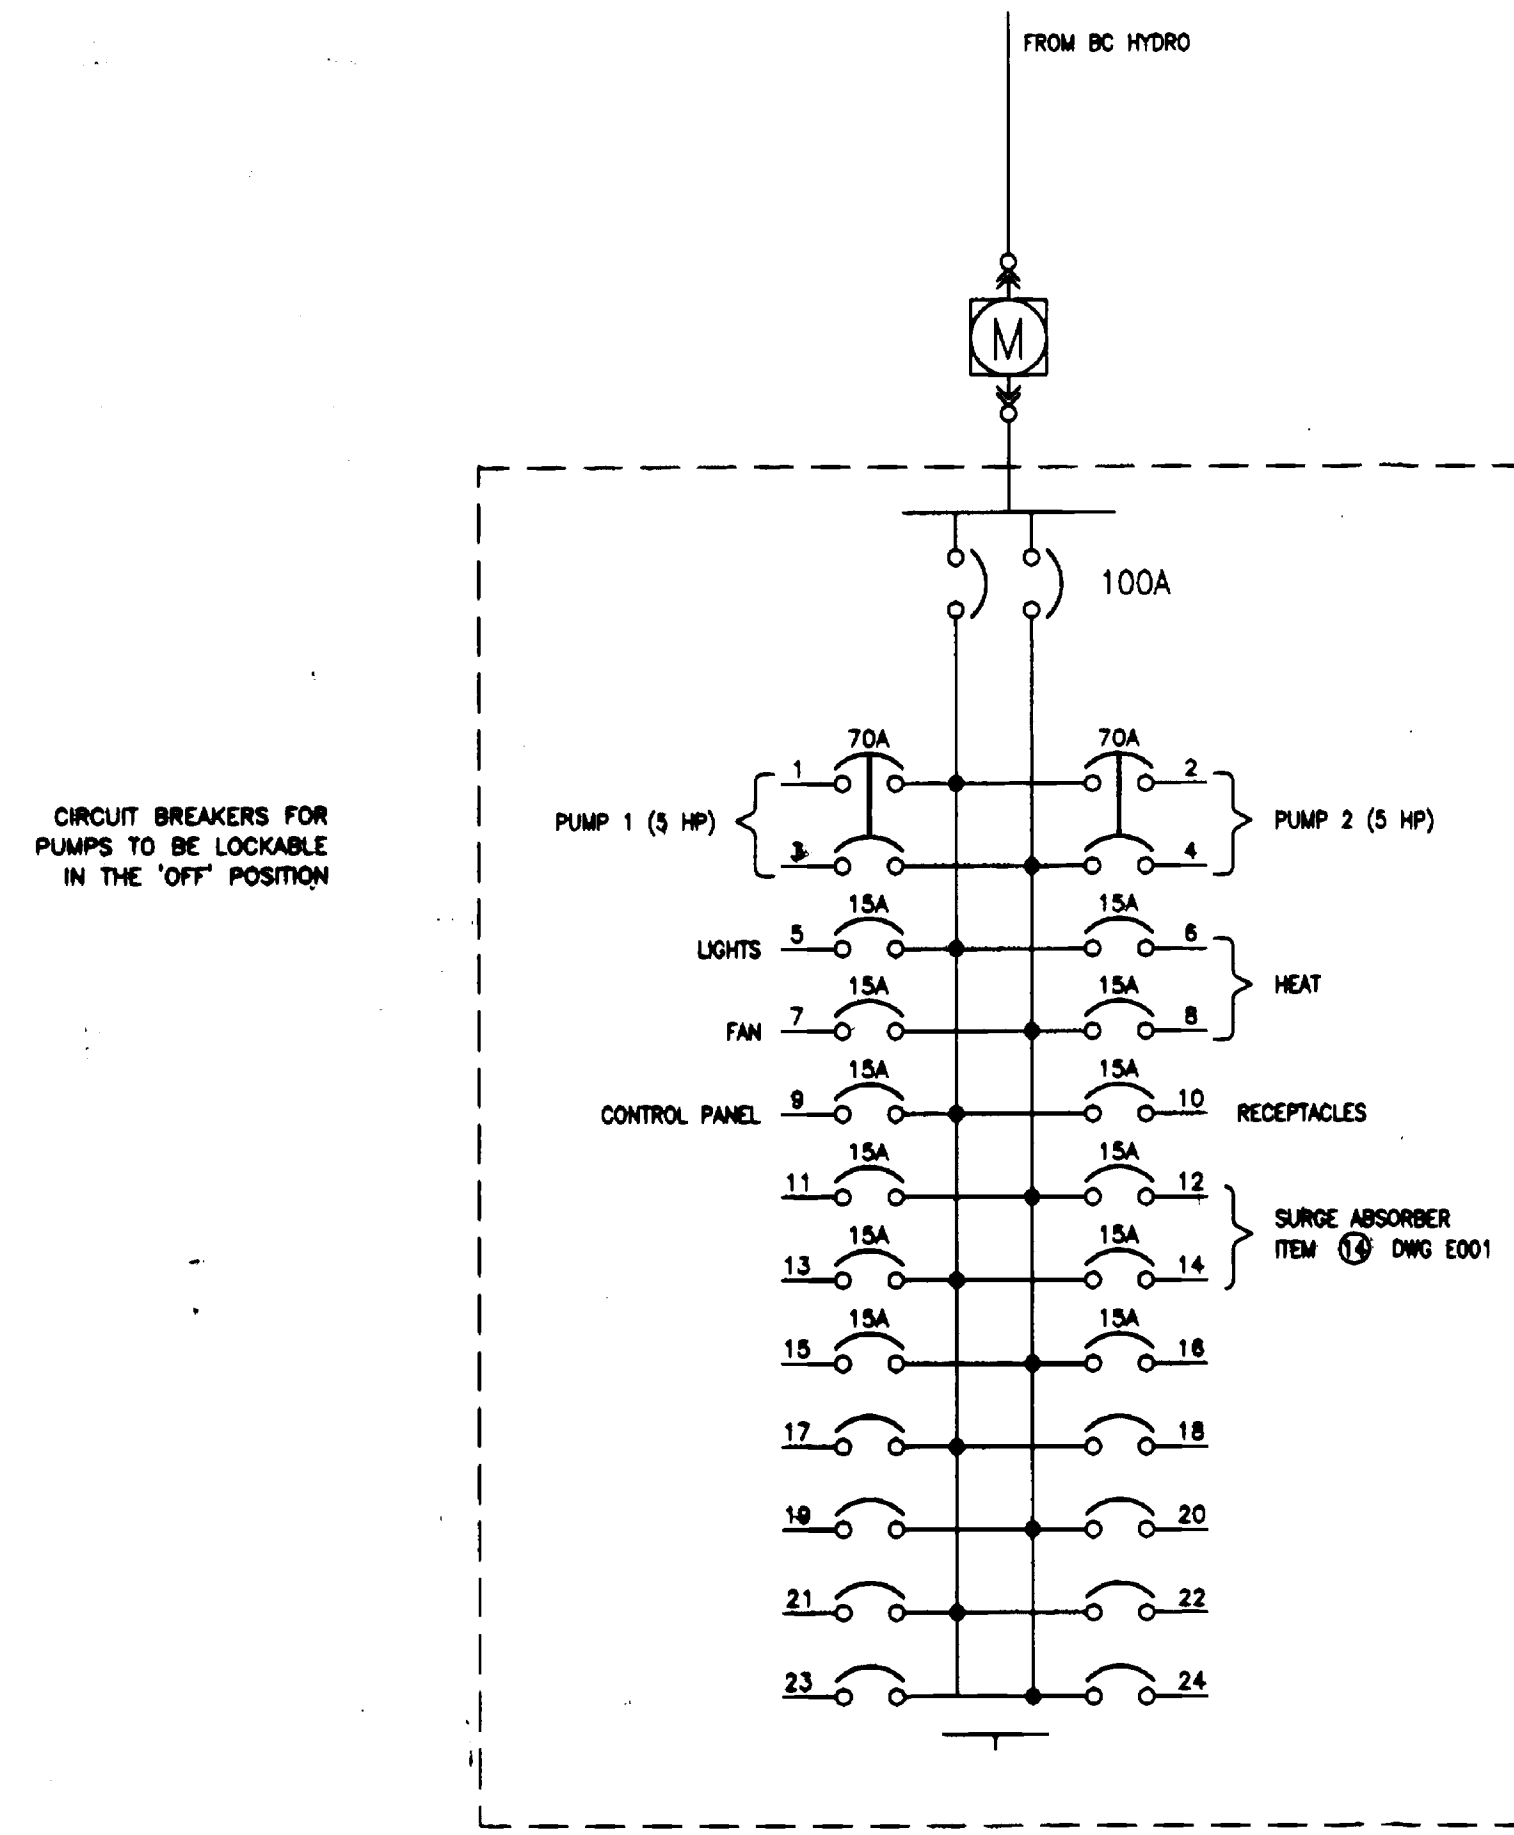 FROM BC HYDRO
M
100A
70A 70A
1 2
PUMP 1 (5 HP) PUMP 2 (5 HP)
CIRCUIT BREAKERS FOR
PUMPS TO BE LOCKABLE
IN THE 'OFF' POSITION
3 4
15A 15A
LIGHTS 5 6
HEAT
15A 15A
FAN 7 8
15A 15A
CONTROL PANEL 9 10 RECEPTACLES
15A 15A
11 12
SURGE ABSORBER
ITEM 14 DWG E001
15A 15A
13 14
15A 15A
15 16
17 18
19 20
21 22
23 24